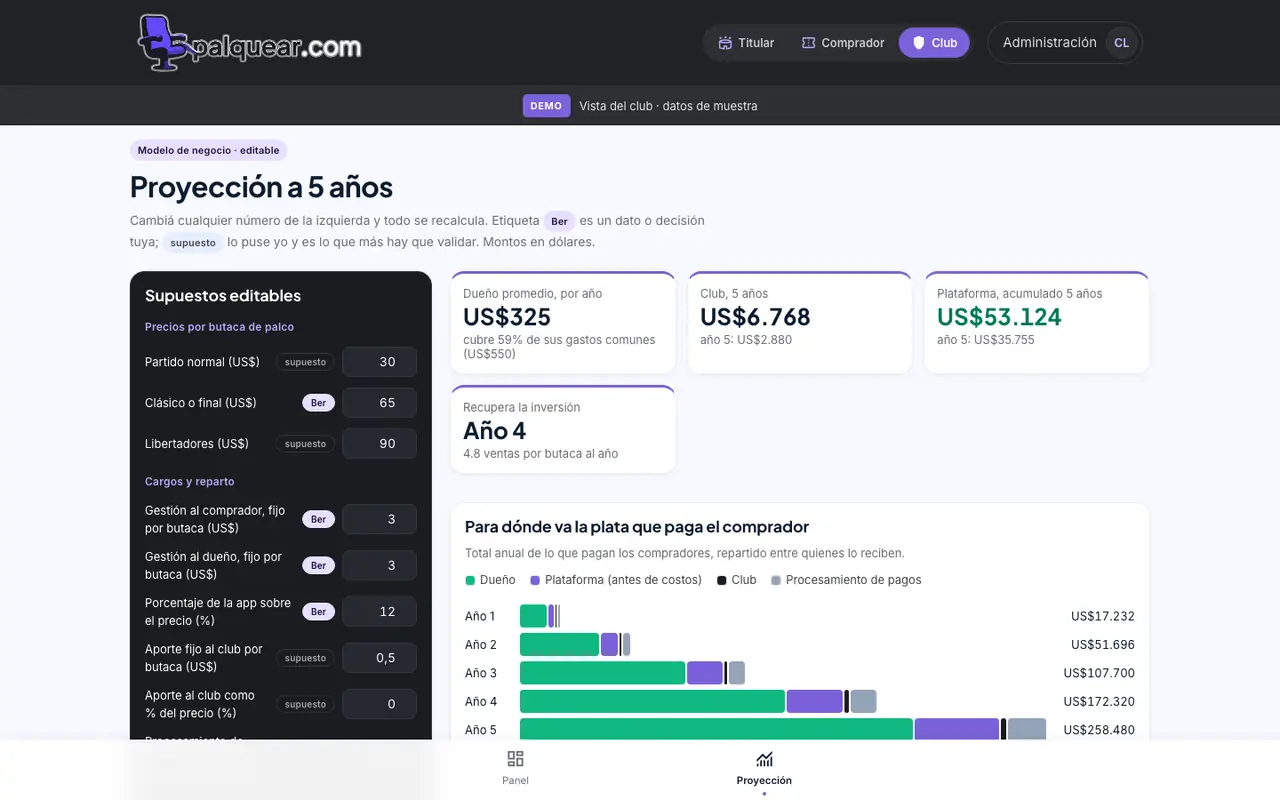 palquear.com
Titular
Comprador
Club
Administración
CL
DEMO
Vista del club · datos de muestra
Modelo de negocio · editable
Proyección a 5 años
Cambiá cualquier número de la izquierda y todo se recalcula. Etiqueta Ber es un dato o decisión
tuya; supuesto lo puse yo y es lo que más hay que validar. Montos en dólares.
Supuestos editables
Precios por butaca de palco
Partido normal (US$) supuesto 30
Clásico o final (US$) Ber 65
Libertadores (US$) supuesto 90
Cargos y reparto
Gestión al comprador, fijo
por butaca (US$) Ber 3
Gestión al dueño, fijo por
butaca (US$) Ber 3
Porcentaje de la app sobre
el precio (%) Ber 12
Aporte fijo al club por
butaca (US$) supuesto 0,5
Aporte al club como
% del precio (%) supuesto 0
Dueño promedio, por año
US$325
cubre 59% de sus gastos comunes
(US$550)
Club, 5 años
US$6.768
año 5: US$2.880
Plataforma, acumulado 5 años
US$53.124
año 5: US$35.755
Recupera la inversión
Año 4
4.8 ventas por butaca al año
Para dónde va la plata que paga el comprador
Total anual de lo que pagan los compradores, repartido entre quienes lo reciben.
Dueño
Plataforma (antes de costos)
Club
Procesamiento de pagos
Año 1 US$17.232
Año 2 US$51.696
Año 3 US$107.700
Año 4 US$172.320
Año 5 US$258.480
Panel
Proyección